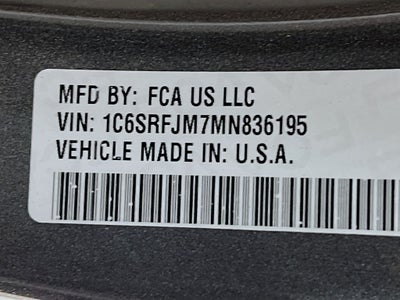 MFD BY: FCA US LLC
VIN: 1C6SRFJM7MN836195
VEHICLE MADE IN: U.S.A.